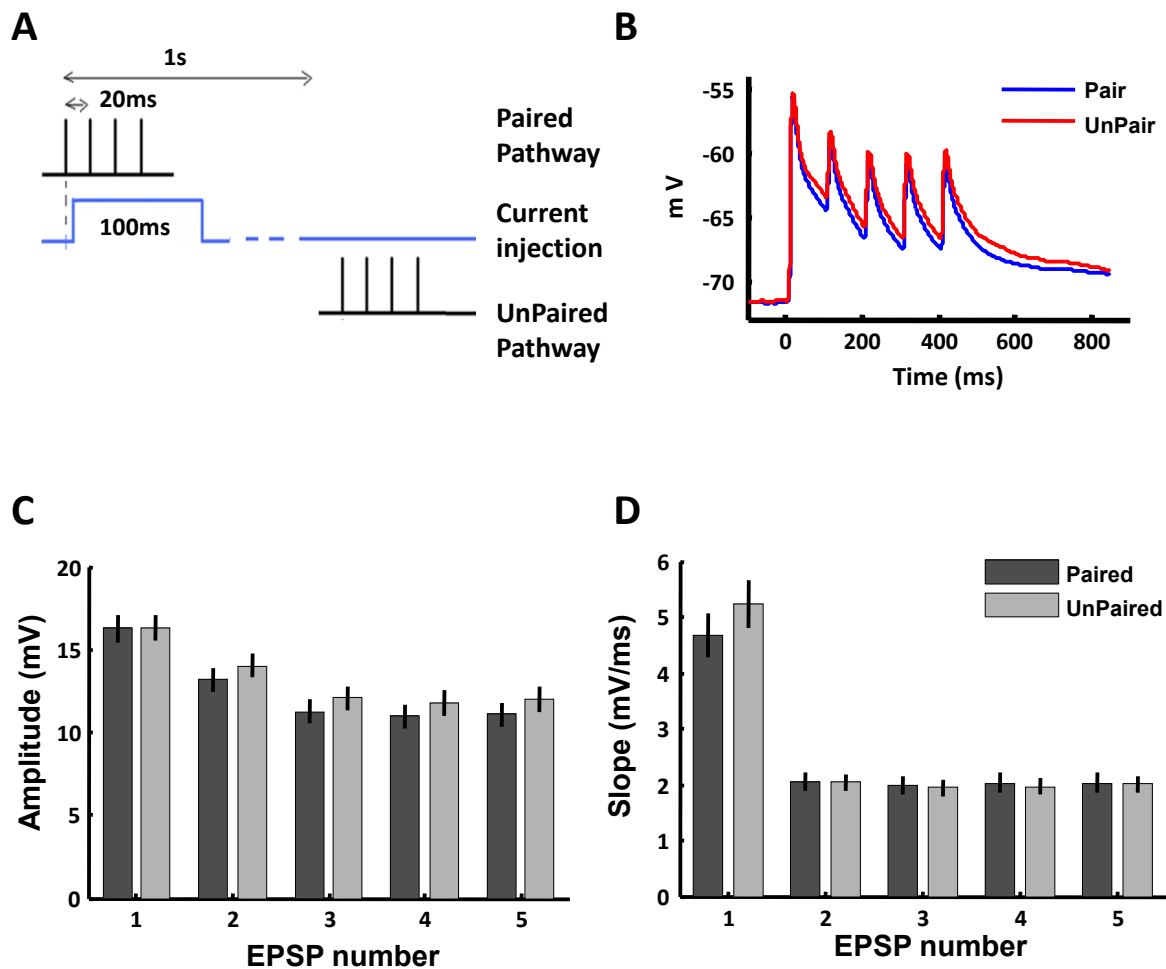 A
1s
20ms
Paired
Pathway
100ms
Current
injection
UnPaired
Pathway
B
Pair
UnPair
-55
-60
-65
-70
m V
0 200 400 600 800
Time (ms)
C
20
15
10
5
0
Amplitude (mV)
1 2 3 4 5
EPSP number
D
Paired
UnPaired
6
5
4
3
2
1
0
Slope (mV/ms)
1 2 3 4 5
EPSP number